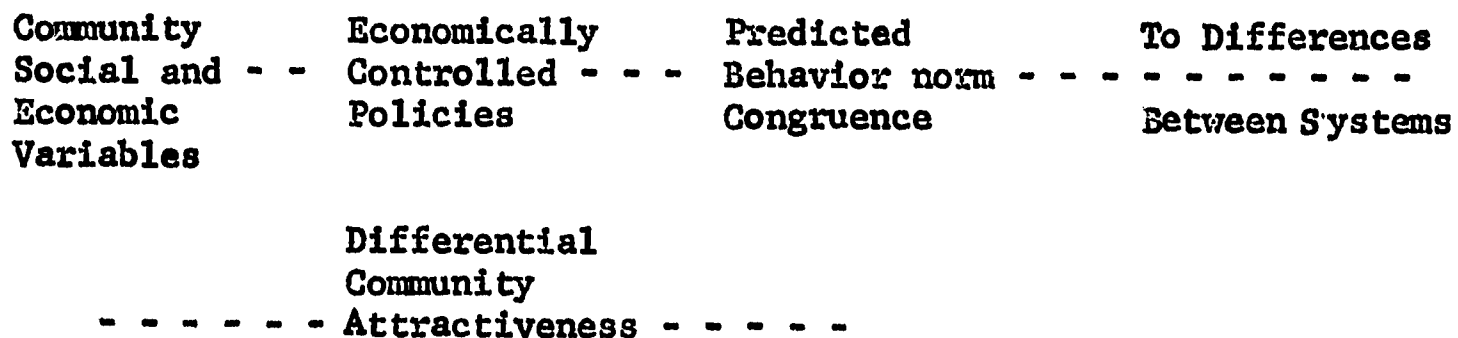 Community Economically Predicted To Differences
Social and - - Controlled - - - Behavior norm - - - - - - - - - - -
Economic Policies Congruence Between Systems
Variables
Differential
Community
- - - - - - Attractiveness - - - - -